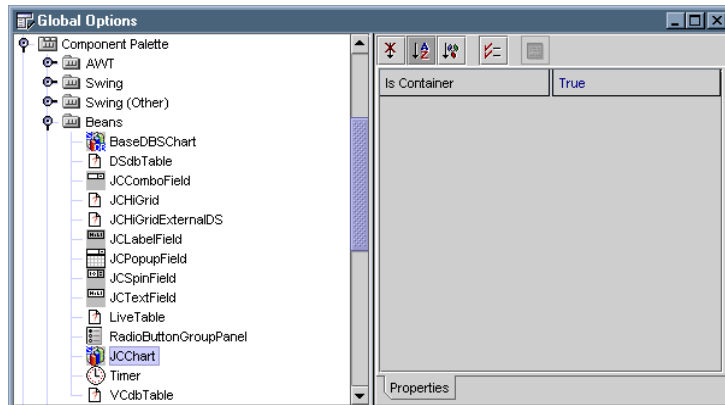 Global Options
Component Palette
AWT
Swing
Swing (Other)
Beans
BaseDBSChart
DSdbTable
JCComboField
JCHiGrid
JCHiGridExternalDS
JCLabelField
JCPopupField
JCSpinField
JCTextField
LiveTable
RadioButtonGroupPanel
JCChart
Timer
VCdbTable
Is Container True
Properties